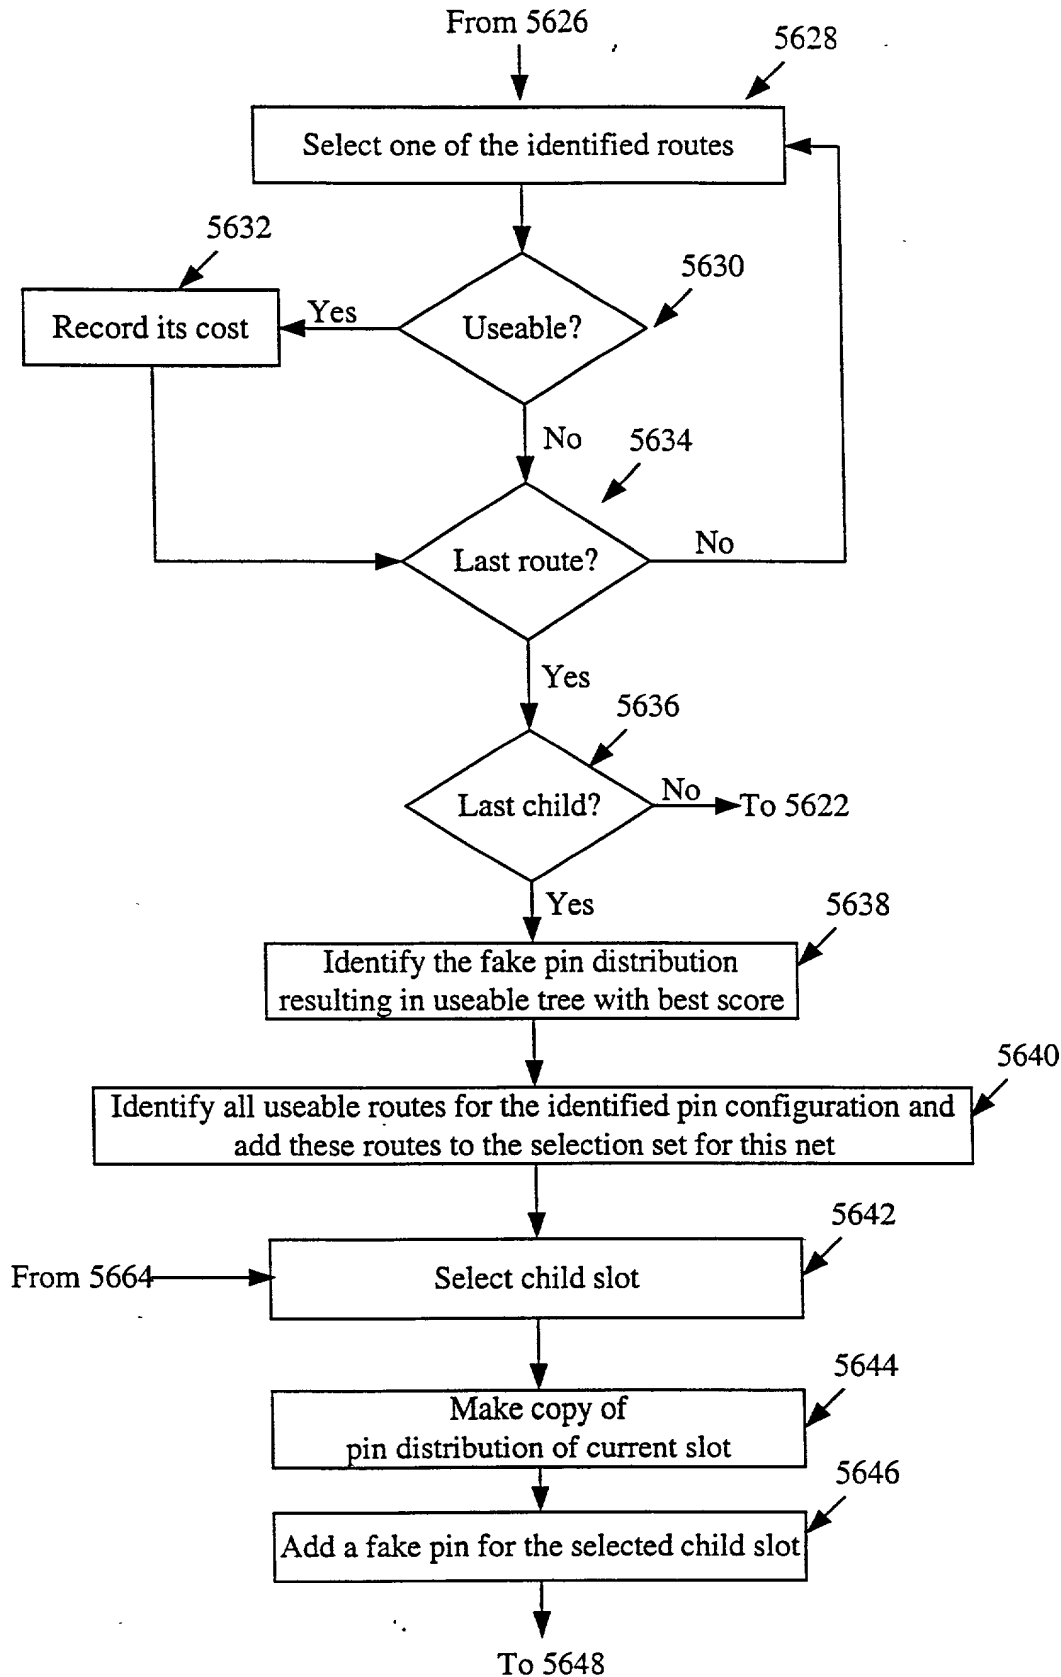 From 5626
5628
Select one of the identified routes
5632
5630
Record its cost
Yes
Useable?
No
5634
Last route?
No
Yes
5636
Last child?
No
To 5622
Yes
5638
Identify the fake pin distribution
resulting in useable tree with best score
5640
Identify all useable routes for the identified pin configuration and
add these routes to the selection set for this net
5642
From 5664
Select child slot
5644
Make copy of
pin distribution of current slot
5646
Add a fake pin for the selected child slot
To 5648